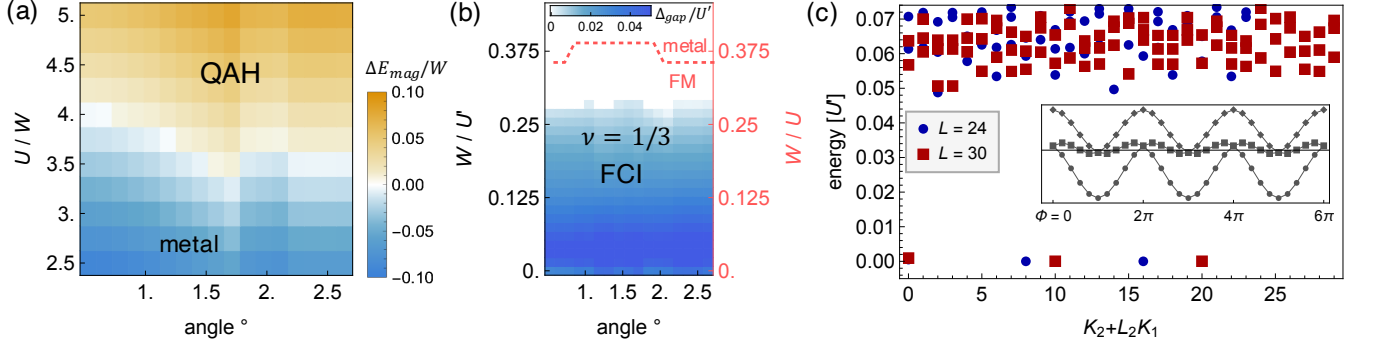 (a)
5.
4.5
4.
3.5
3.
2.5
U / W
QAH
metal
1.
1.5
2.
2.5
angle °
ΔE_mag/W
0.10
0.05
0.00
−0.05
−0.10
(b)
0
0.02
0.04
Δ_gap/U'
0.375
0.25
0.125
0.
W / U'
metal
FM
ν = 1/3
FCI
0.375
0.25
0.125
0.
W / U
1.
1.5
2.
2.5
angle °
(c)
0.07
0.06
0.05
0.04
0.03
0.02
0.01
0.00
energy [U']
L = 24
L = 30
Φ = 0
2π
4π
6π
0
5
10
15
20
25
K₂+L₂K₁